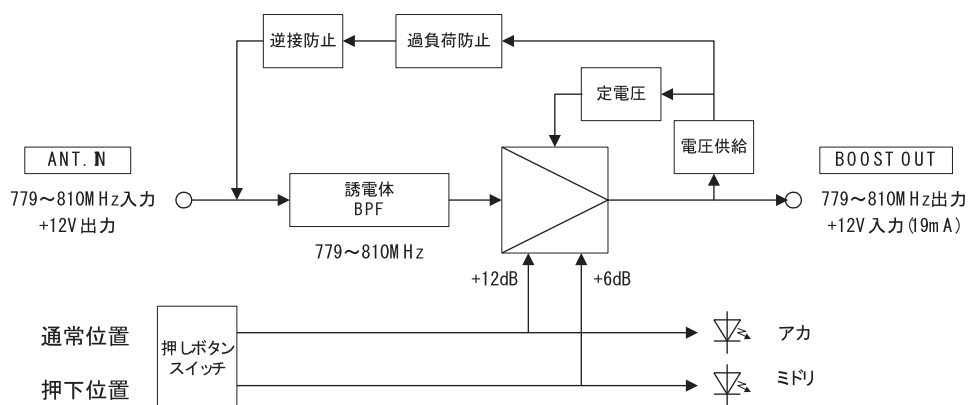 逆接防止
過負荷防止
定電圧
電圧供給
ANT. IN
779～810MHz入力
+12V出力
誘電体
BPF
779～810MHz
BOOST OUT
779～810MHz出力
+12V入力(19mA)
+12dB
+6dB
通常位置
押下位置
押しボタン
スイッチ
アカ
ミドリ